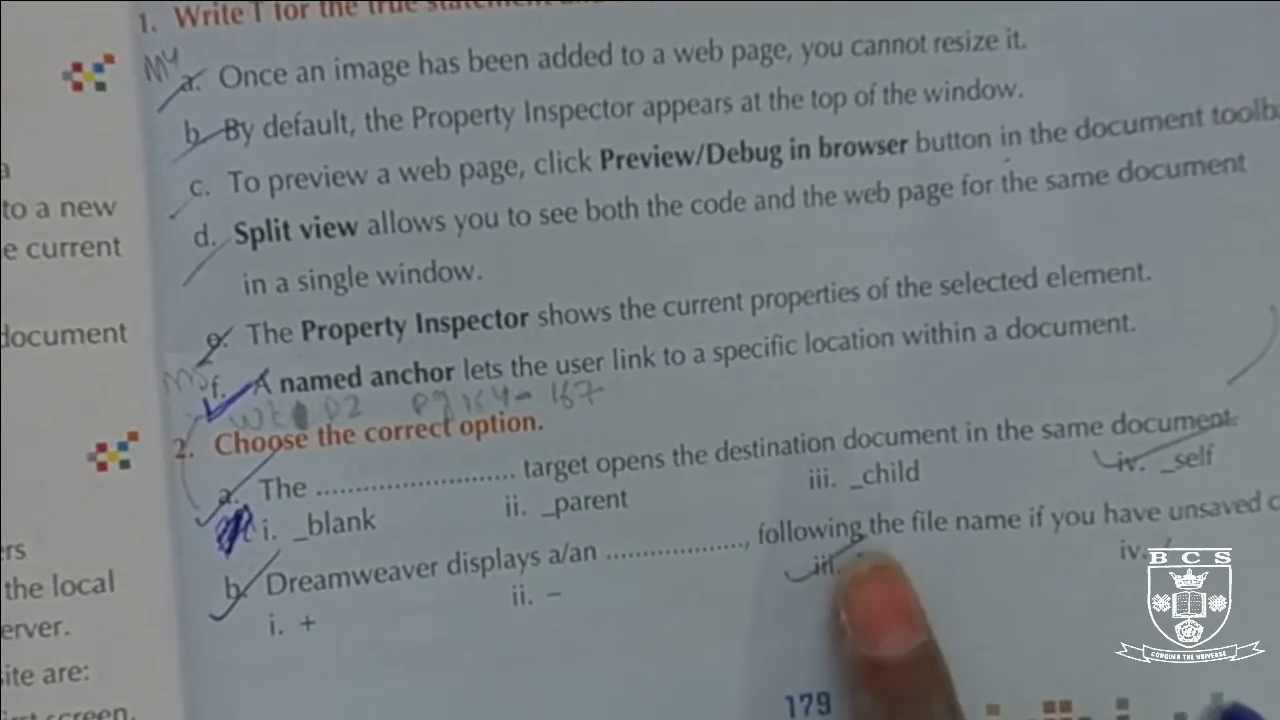 1. Write T for the true
a. Once an image has been added to a web page, you cannot resize it.
b. By default, the Property Inspector appears at the top of the window.
c. To preview a web page, click Preview/Debug in browser button in the document toolb
d. Split view allows you to see both the code and the web page for the same document
in a single window.
e. The Property Inspector shows the current properties of the selected element.
f. A named anchor lets the user link to a specific location within a document.
2. Choose the correct option.
a. The .......................... target opens the destination document in the same document.
i. _blank ii. _parent iii. _child iv. _self
b. Dreamweaver displays a/an .................., following the file name if you have unsaved c
i. + ii. – iii. iv.
179
a
to a new
e current
document
ers
the local
erver.
site are:
screen.
BCS
CONQUER THE UNIVERSE